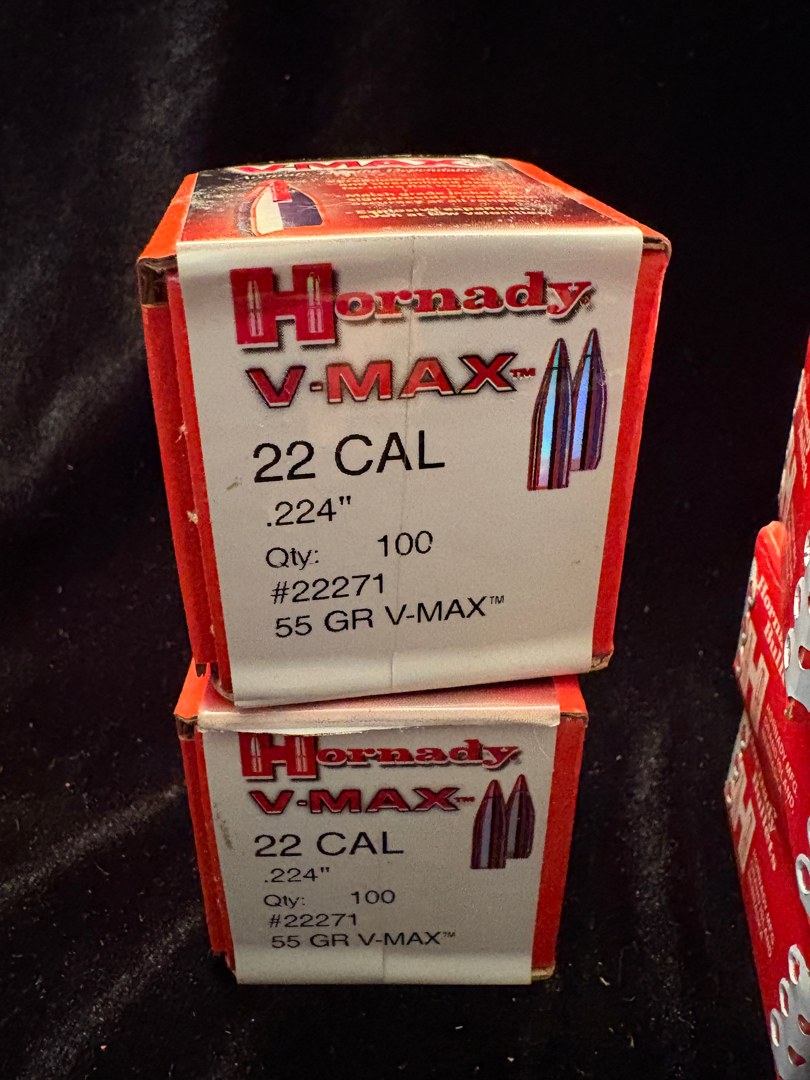 V-MAX
Hornady
V-MAX™
22 CAL
.224"
Qty: 100
#22271
55 GR V-MAX™
Hornady
V-MAX™
22 CAL
.224"
Qty: 100
#22271
55 GR V-MAX™